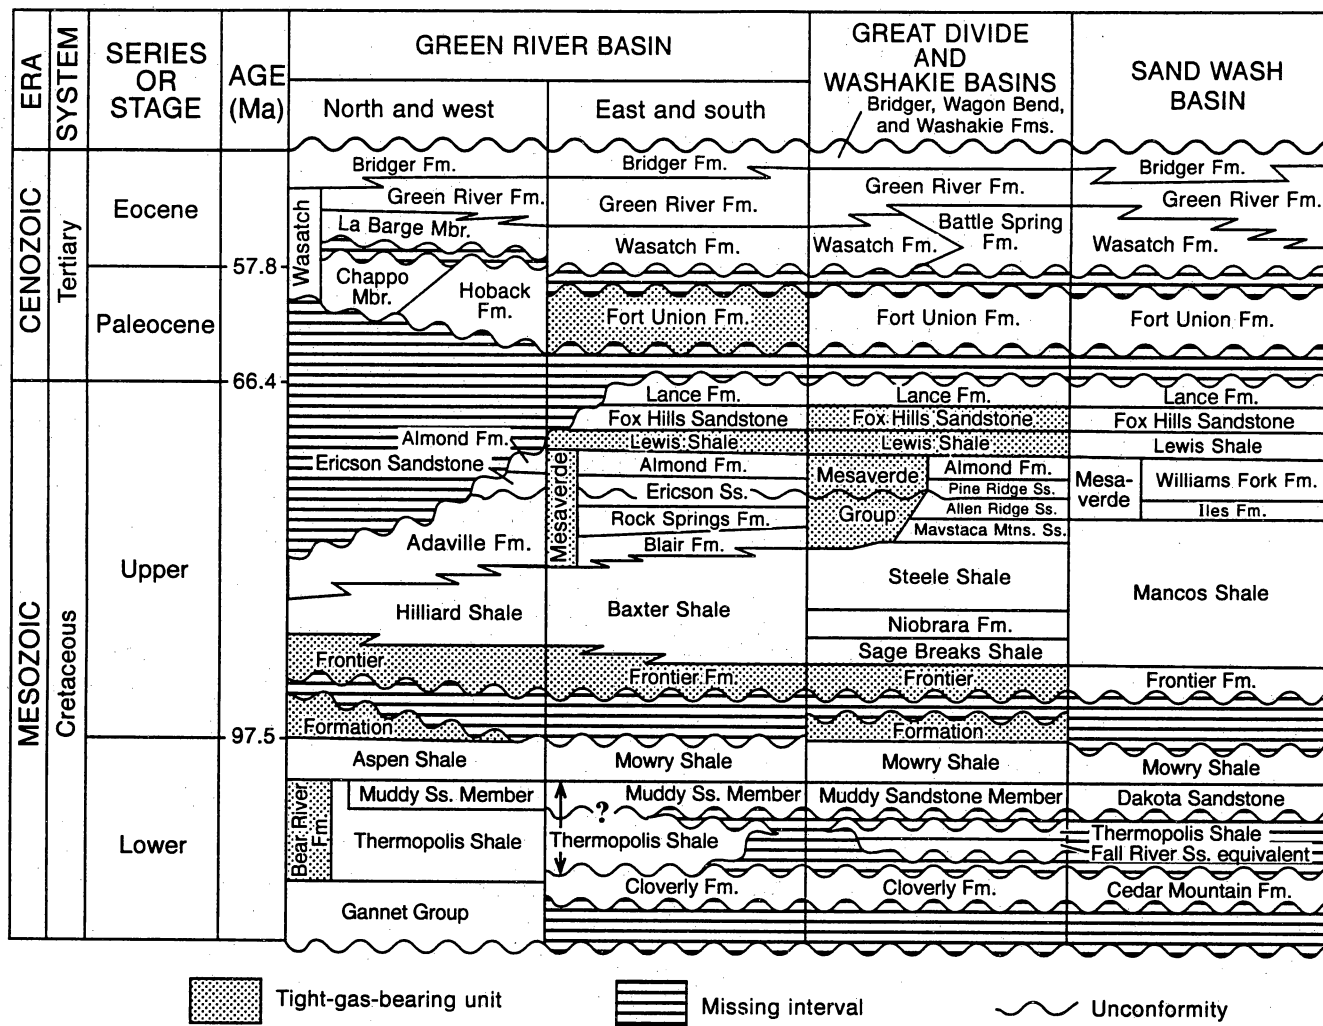 ERA
SYSTEM
SERIES
OR
STAGE
AGE
(Ma)
GREEN RIVER BASIN
North and west
East and south
GREAT DIVIDE
AND
WASHAKIE BASINS
Bridger, Wagon Bend,
and Washakie Fms.
SAND WASH
BASIN
CENOZOIC
Tertiary
Eocene
57.8
Paleocene
66.4
MESOZOIC
Cretaceous
Upper
97.5
Lower
Bridger Fm.
Wasatch
Green River Fm.
La Barge Mbr.
Chappo
Mbr.
Hoback
Fm.
Almond Fm.
Ericson Sandstone
Adaville Fm.
Hilliard Shale
Frontier
Formation
Aspen Shale
Bear River
Fm.
Muddy Ss. Member
Thermopolis Shale
Gannet Group
Bridger Fm.
Green River Fm.
Wasatch Fm.
Fort Union Fm.
Lance Fm.
Fox Hills Sandstone
Lewis Shale
Mesaverde
Almond Fm.
Ericson Ss.
Rock Springs Fm.
Blair Fm.
Baxter Shale
Frontier Fm.
Mowry Shale
?
Muddy Ss. Member
Thermopolis Shale
Cloverly Fm.
Green River Fm.
Wasatch Fm.
Battle Spring
Fm.
Fort Union Fm.
Lance Fm.
Fox Hills Sandstone
Lewis Shale
Mesaverde
Group
Almond Fm.
Pine Ridge Ss.
Allen Ridge Ss.
Mavstaca Mtns. Ss.
Steele Shale
Niobrara Fm.
Sage Breaks Shale
Frontier
Formation
Mowry Shale
Muddy Sandstone Member
Cloverly Fm.
Bridger Fm.
Green River Fm.
Wasatch Fm.
Fort Union Fm.
Lance Fm.
Fox Hills Sandstone
Lewis Shale
Mesa-
verde
Williams Fork Fm.
Iles Fm.
Mancos Shale
Frontier Fm.
Mowry Shale
Dakota Sandstone
Thermopolis Shale
Fall River Ss. equivalent
Cedar Mountain Fm.
Tight-gas-bearing unit
Missing interval
Unconformity